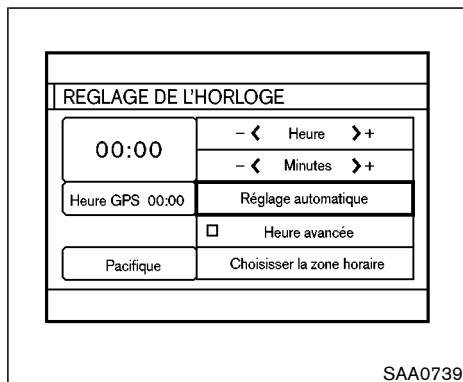 REGLAGE DE L'HORLOGE
00:00
- < Heure > +
- < Minutes > +
Heure GPS 00:00
Réglage automatique
Heure avancée
Pacifique
Choisisser la zone horaire
SAA0739